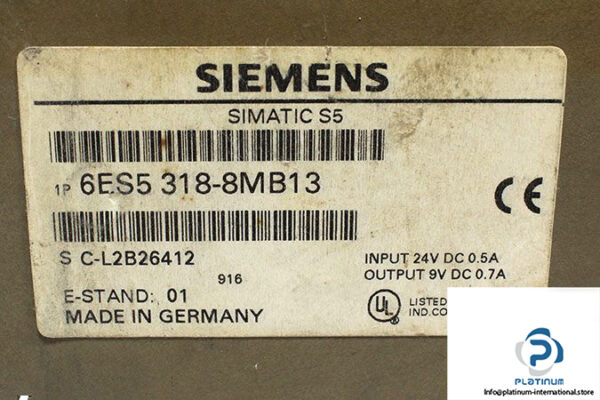 SIEMENS
SIMATIC S5
1P 6ES5 318-8MB13
CE
S C-L2B26412
INPUT 24V DC 0.5A
916
OUTPUT 9V DC 0.7A
E-STAND: 01
UL LISTED
MADE IN GERMANY
IND.CO
PLATINUM
Info@platinum-international.store